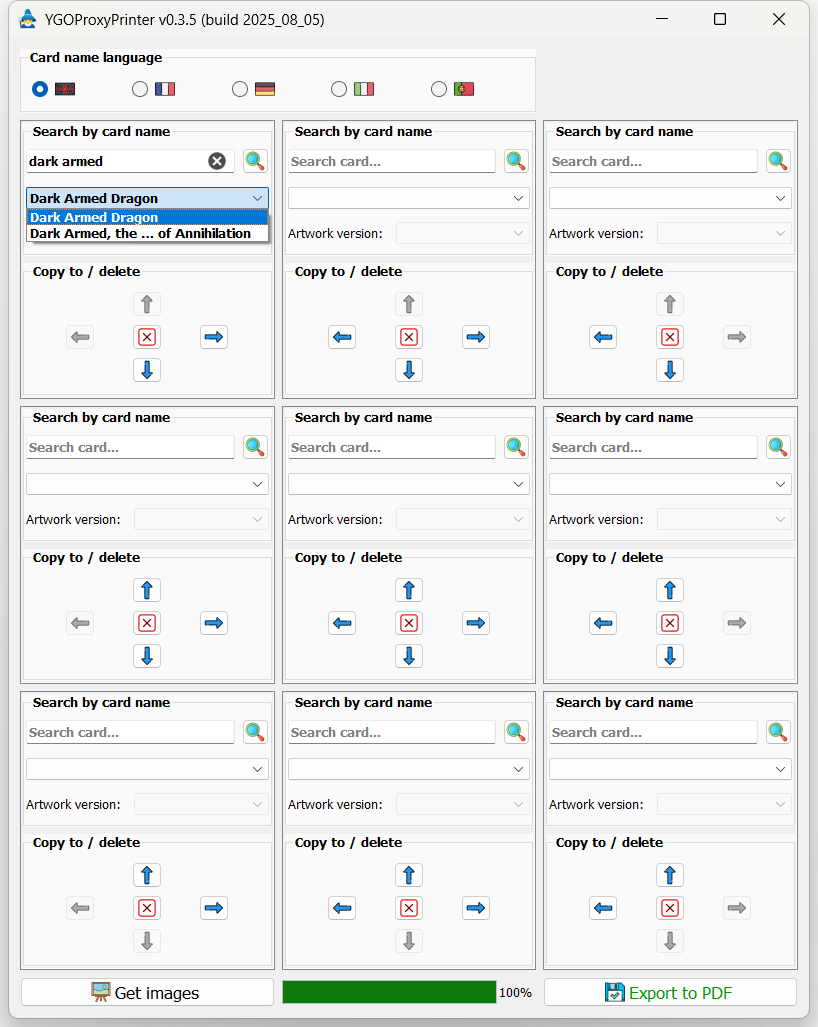 YGOProxyPrinter v0.3.5 (build 2025_08_05)
Card name language
Search by card name
Search by card name
Search by card name
dark armed
Search card...
Search card...
Dark Armed Dragon
Dark Armed Dragon
Dark Armed, the ... of Annihilation
Artwork version:
Artwork version:
Copy to / delete
Copy to / delete
Copy to / delete
Search by card name
Search by card name
Search by card name
Search card...
Search card...
Search card...
Artwork version:
Artwork version:
Artwork version:
Copy to / delete
Copy to / delete
Copy to / delete
Search by card name
Search by card name
Search by card name
Search card...
Search card...
Search card...
Artwork version:
Artwork version:
Artwork version:
Copy to / delete
Copy to / delete
Copy to / delete
Get images
100%
Export to PDF